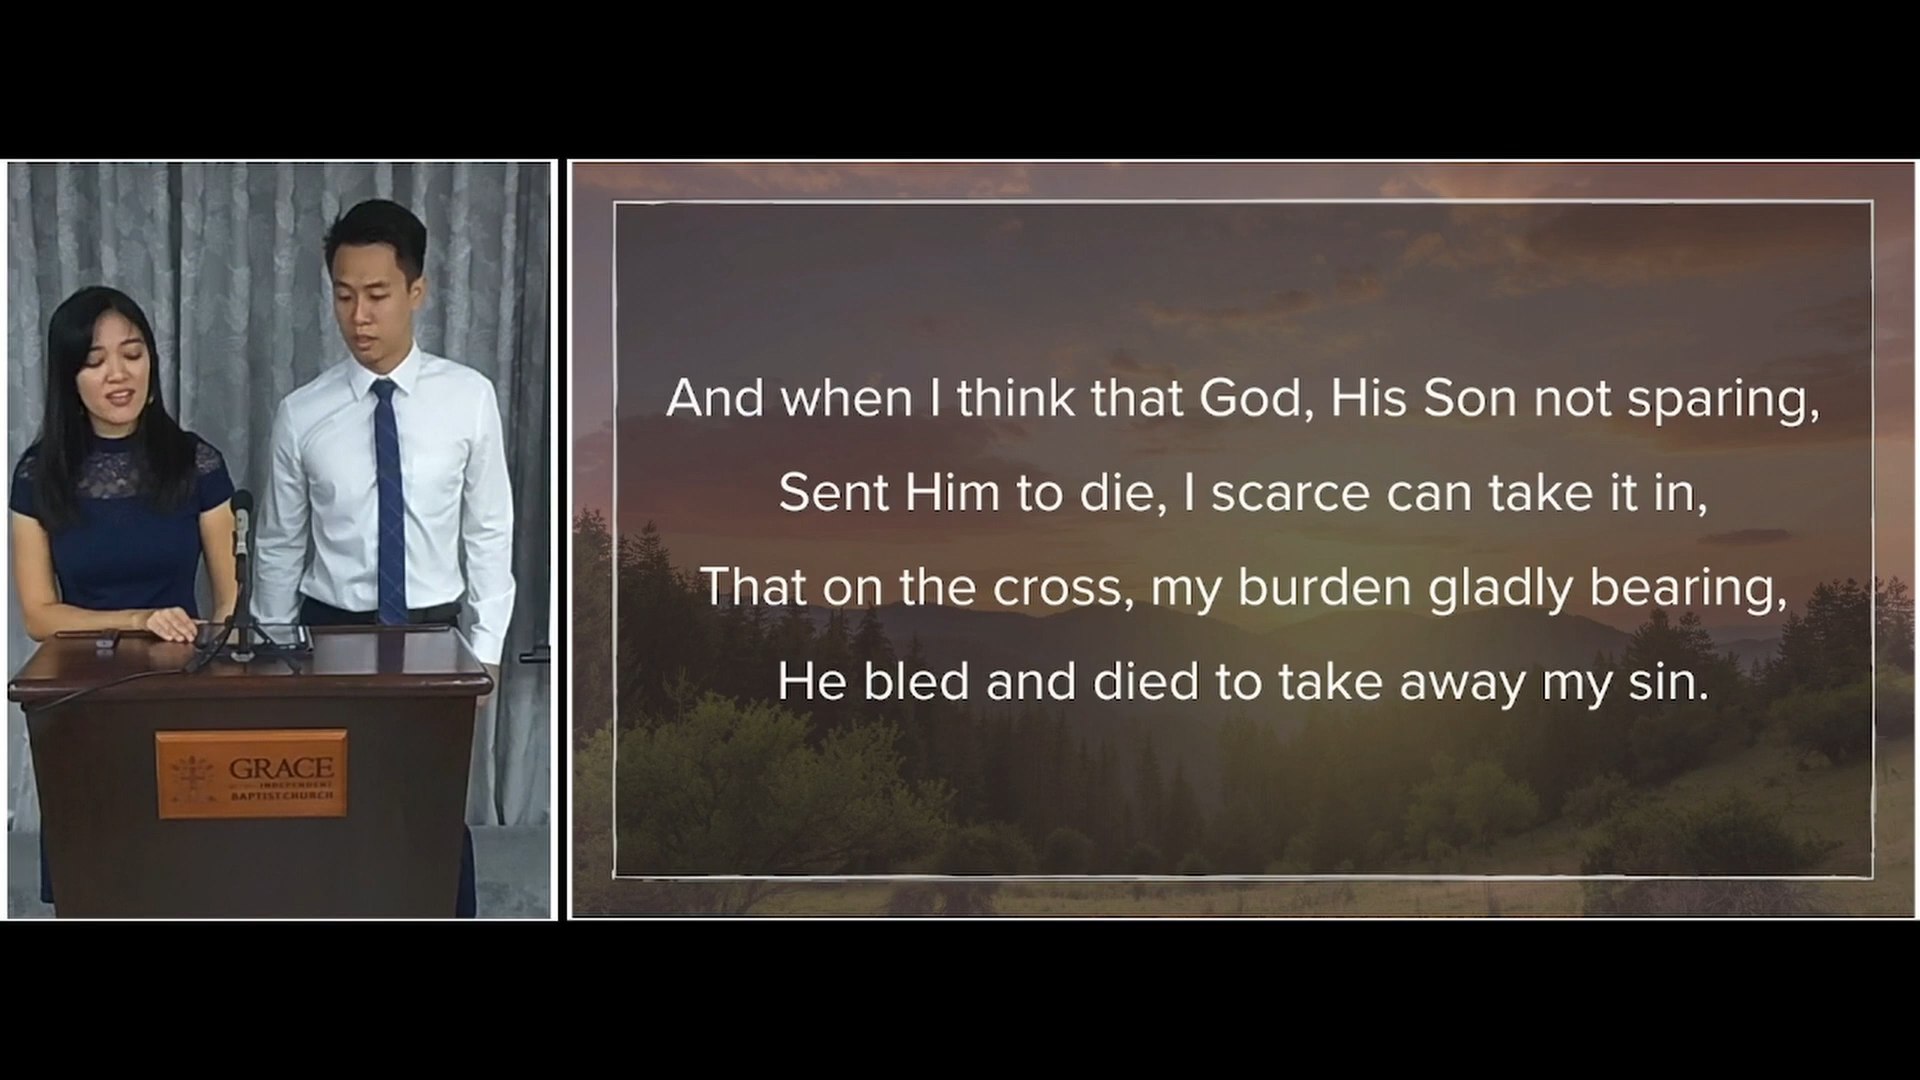 And when I think that God, His Son not sparing,
Sent Him to die, I scarce can take it in,
That on the cross, my burden gladly bearing,
He bled and died to take away my sin.
GRACE
INDEPENDENT
BAPTIST CHURCH